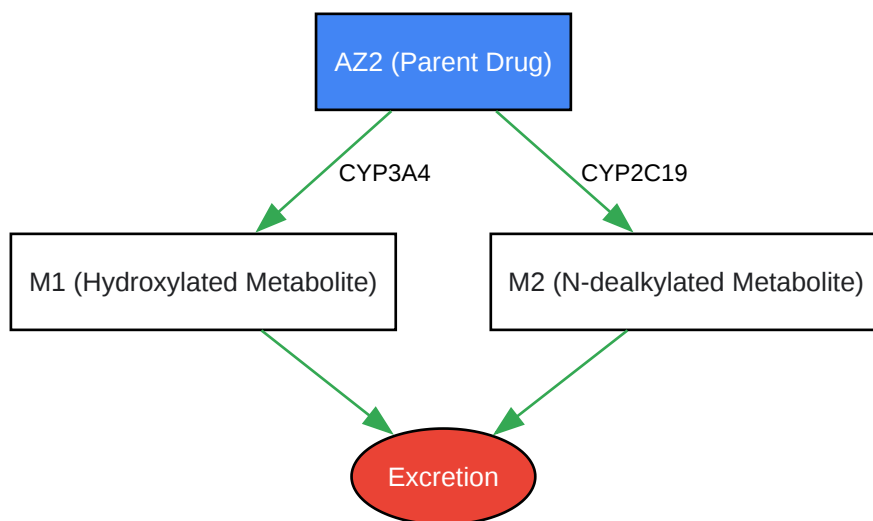 AZ2 (Parent Drug)
CYP3A4
CYP2C19
M1 (Hydroxylated Metabolite)
M2 (N-dealkylated Metabolite)
Excretion